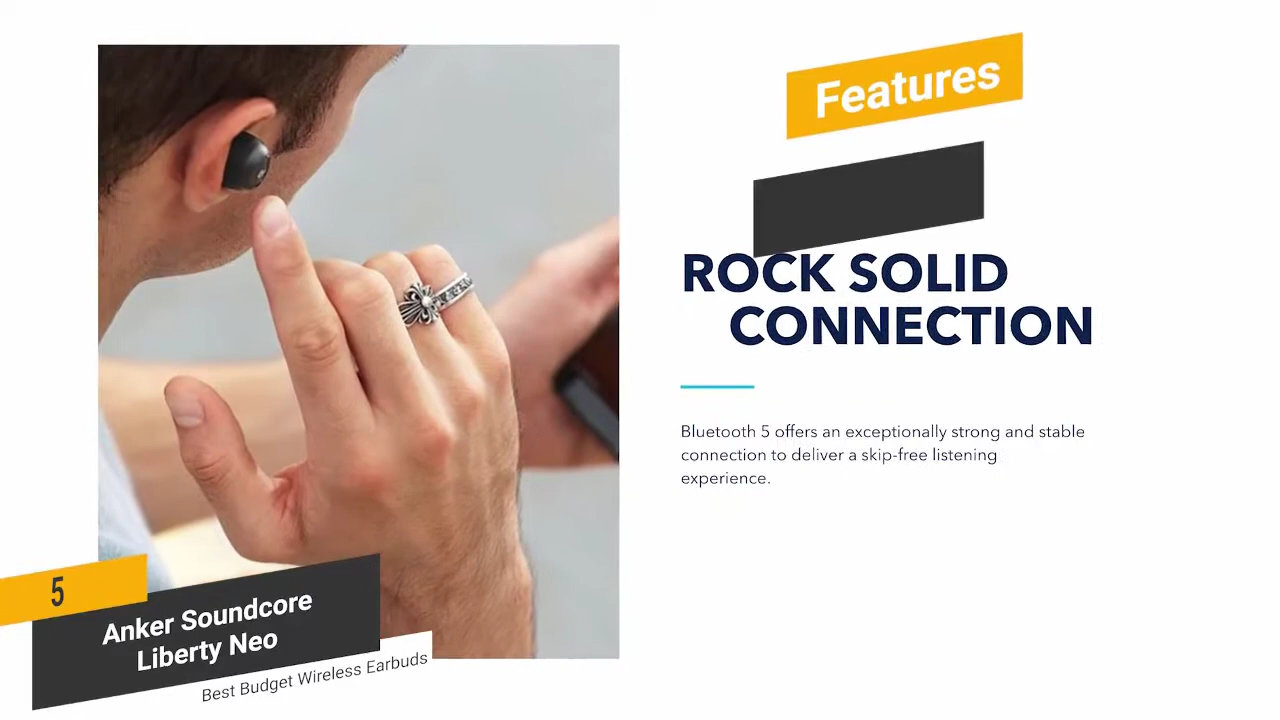 Features
ROCK SOLID
CONNECTION
Bluetooth 5 offers an exceptionally strong and stable
connection to deliver a skip-free listening
experience.
5
Anker Soundcore
Liberty Neo
Best Budget Wireless Earbuds